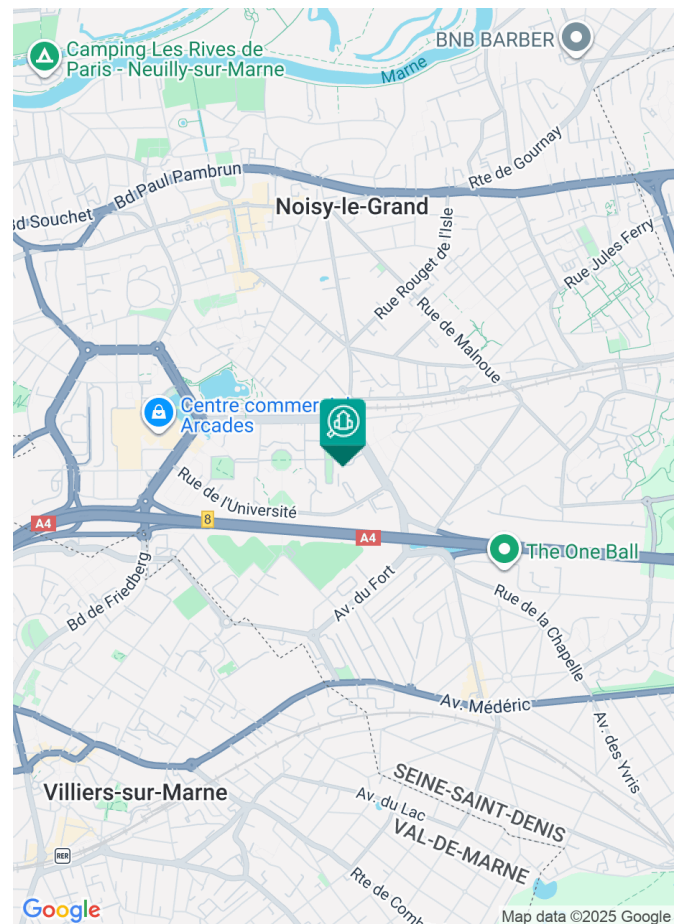 Camping Les Rives de
Paris - Neuilly-sur-Marne
BNB BARBER
Marne
Rte de Gournay
Bd Paul Pambrun
Bd Souchet
Noisy-le-Grand
Rue Rouget de l'Isle
Rue Jules Ferry
Rue de Malnoue
Centre commer
Arcades
Rue de l'Université
A4
8
A4
The One Ball
Bd de Friedberg
Av. du Fort
Rue de la Chapelle
Av. Médéric
Av. des Yvris
SEINE-SAINT-DENIS
VAL-DE-MARNE
Villiers-sur-Marne
Av. du Lac
RER
Rte de Com
Google
Map data ©2025 Google